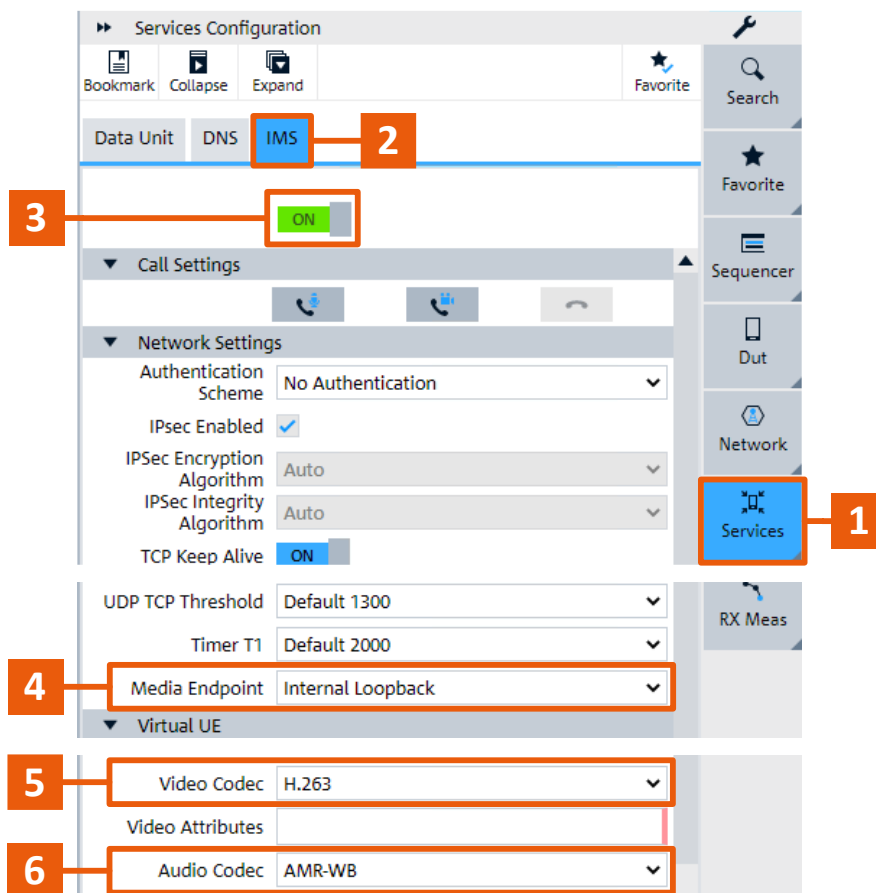 Services Configuration
Bookmark Collapse Expand Favorite
Search
Data Unit DNS IMS 2
Favorite
3 ON
Call Settings
Sequencer
Network Settings
Dut
Authentication
Scheme No Authentication
IPsec Enabled
Network
IPSec Encryption
Algorithm Auto
IPSec Integrity
Algorithm Auto
Services 1
TCP Keep Alive ON
UDP TCP Threshold Default 1300
RX Meas
Timer T1 Default 2000
4 Media Endpoint Internal Loopback
Virtual UE
5 Video Codec H.263
Video Attributes
6 Audio Codec AMR-WB